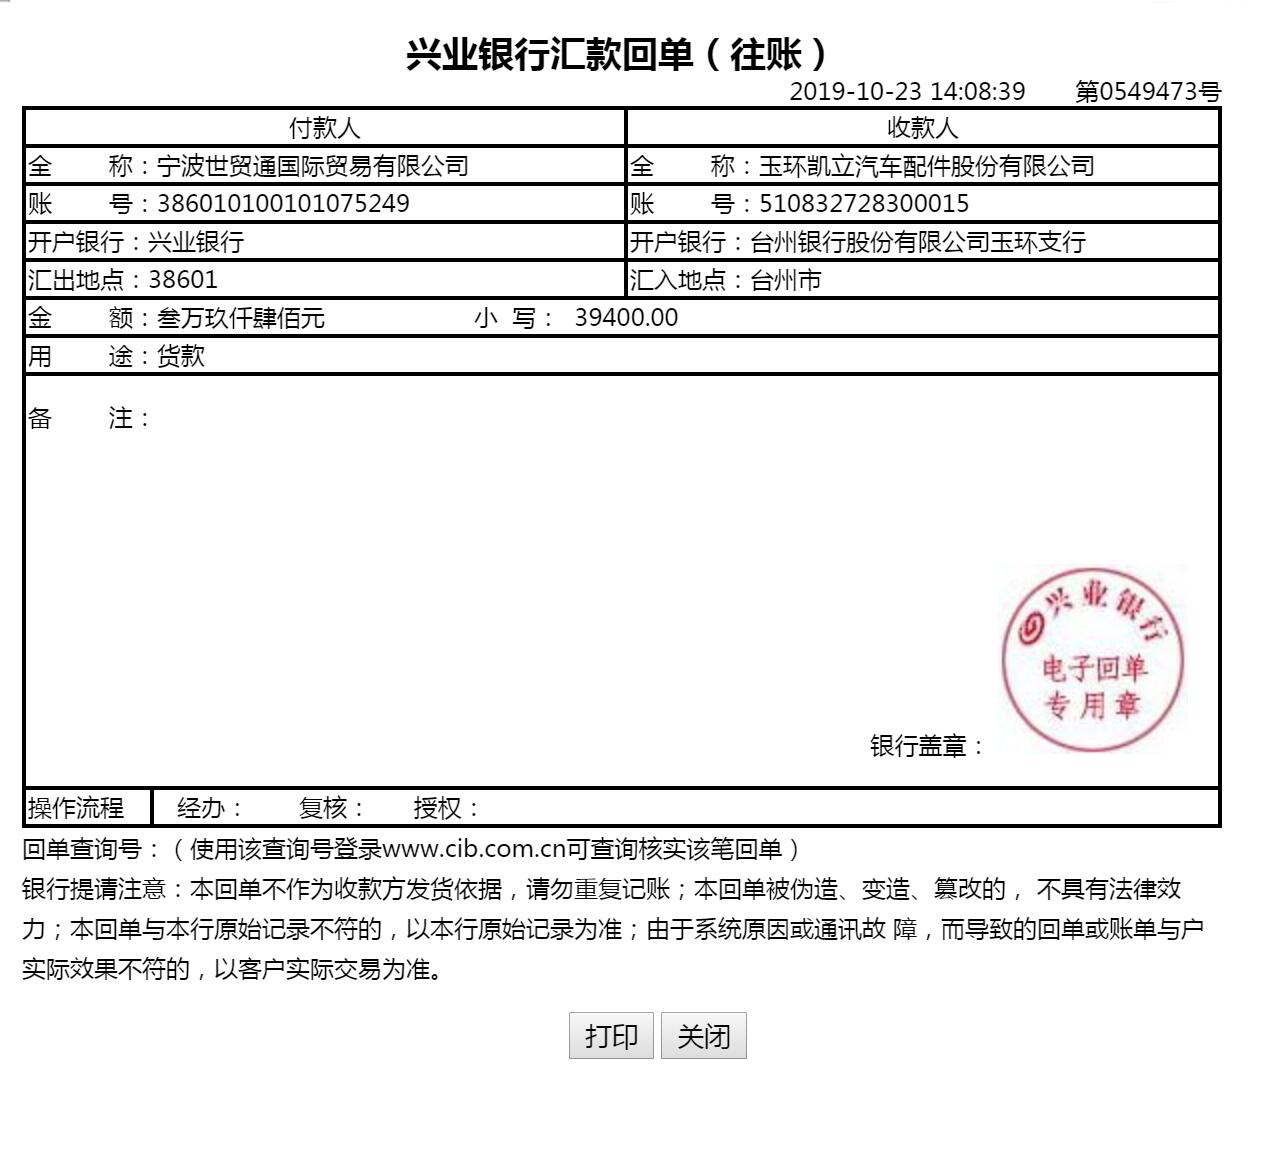 兴业银行汇款回单（往账）
2019-10-23 14:08:39 第0549473号
付款人 收款人
全 称：宁波世贸通国际贸易有限公司 全 称：玉环凯立汽车配件股份有限公司
账 号：386010100101075249 账 号：510832728300015
开户银行：兴业银行 开户银行：台州银行股份有限公司玉环支行
汇出地点：38601 汇入地点：台州市
金 额：叁万玖仟肆佰元 小 写： 39400.00
用 途：货款
备 注：
兴业银行
电子回单
专用章
银行盖章：
操作流程 经办： 复核： 授权：
回单查询号：（使用该查询号登录www.cib.com.cn可查询核实该笔回单）
银行提请注意：本回单不作为收款方发货依据，请勿重复记账；本回单被伪造、变造、篡改的， 不具有法律效
力；本回单与本行原始记录不符的，以本行原始记录为准；由于系统原因或通讯故 障，而导致的回单或账单与户
实际效果不符的，以客户实际交易为准。
打印 关闭